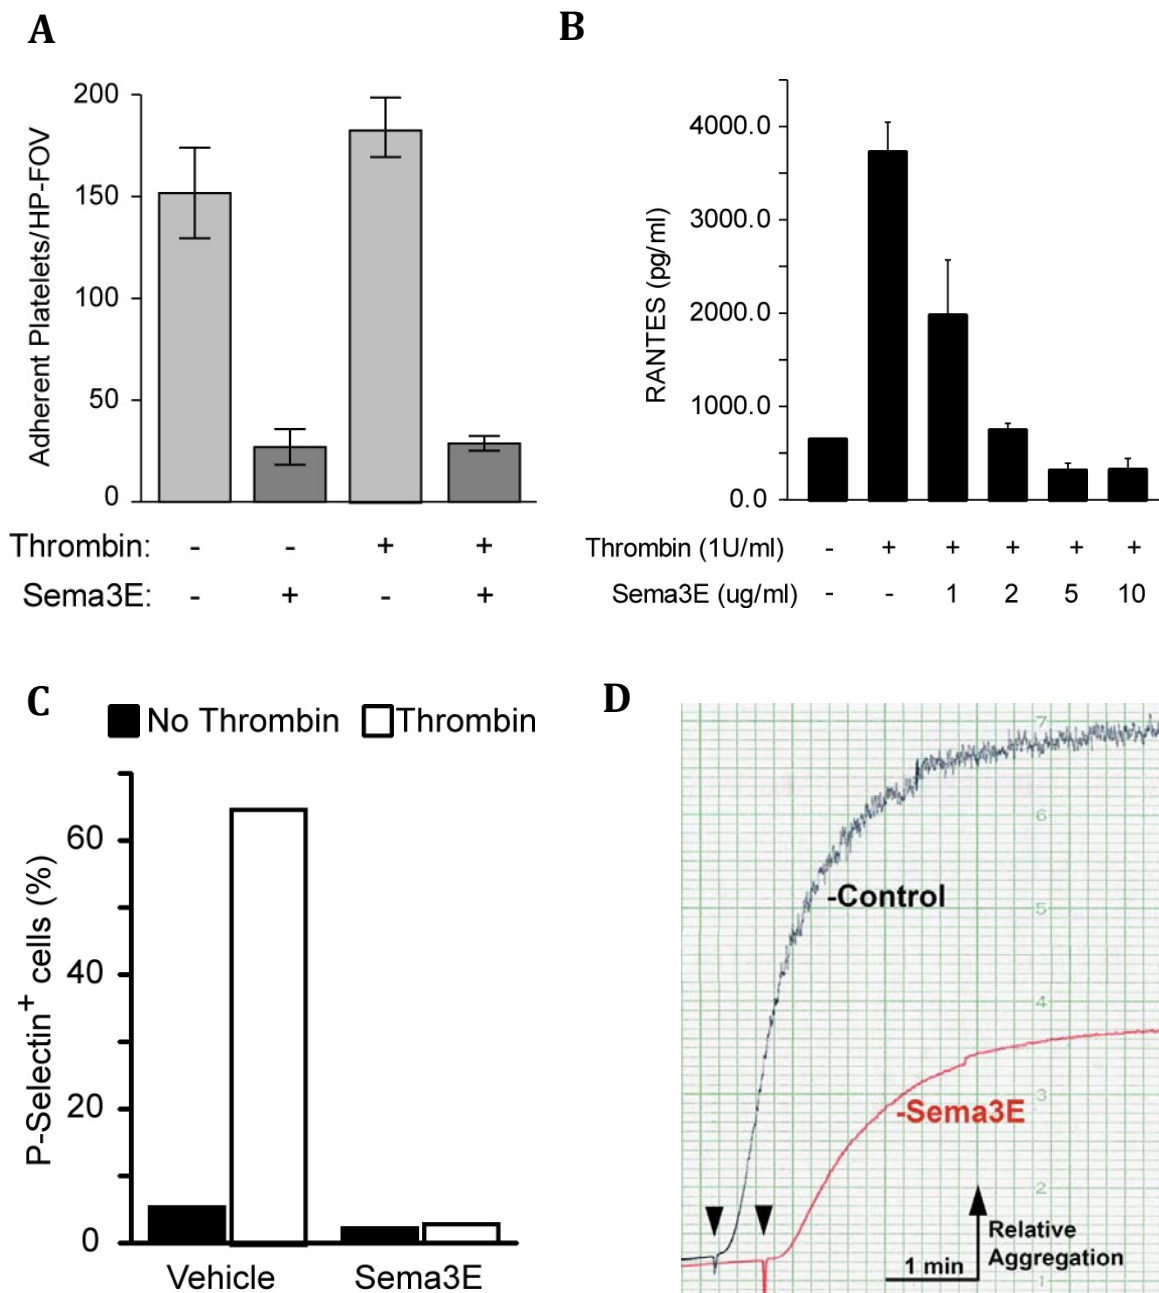 A
200
150
100
50
0
Adherent Platelets/HP-FOV
Thrombin: - - + +
Sema3E: - + - +
B
4000.0
3000.0
2000.0
1000.0
0.0
RANTES (pg/ml)
Thrombin (1U/ml) - + + + + +
Sema3E (ug/ml) - - 1 2 5 10
C
No Thrombin Thrombin
60
40
20
0
P-Selectin+ cells (%)
Vehicle Sema3E
D
7
6
-Control
5
4
3
-Sema3E
2
Relative
Aggregation
1 min
1